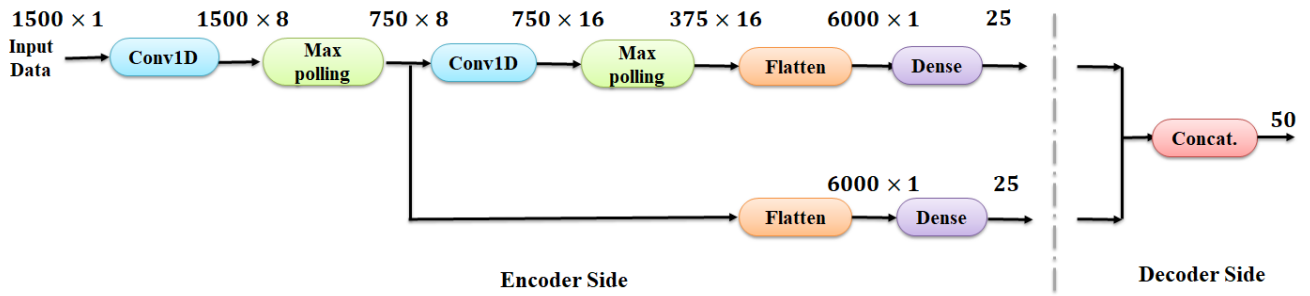 1500 × 1
1500 × 8
750 × 8
750 × 16
375 × 16
6000 × 1
25
Input
Data
Conv1D
Max
polling
Conv1D
Max
polling
Flatten
Dense
Concat.
50
6000 × 1
25
Flatten
Dense
Encoder Side
Decoder Side